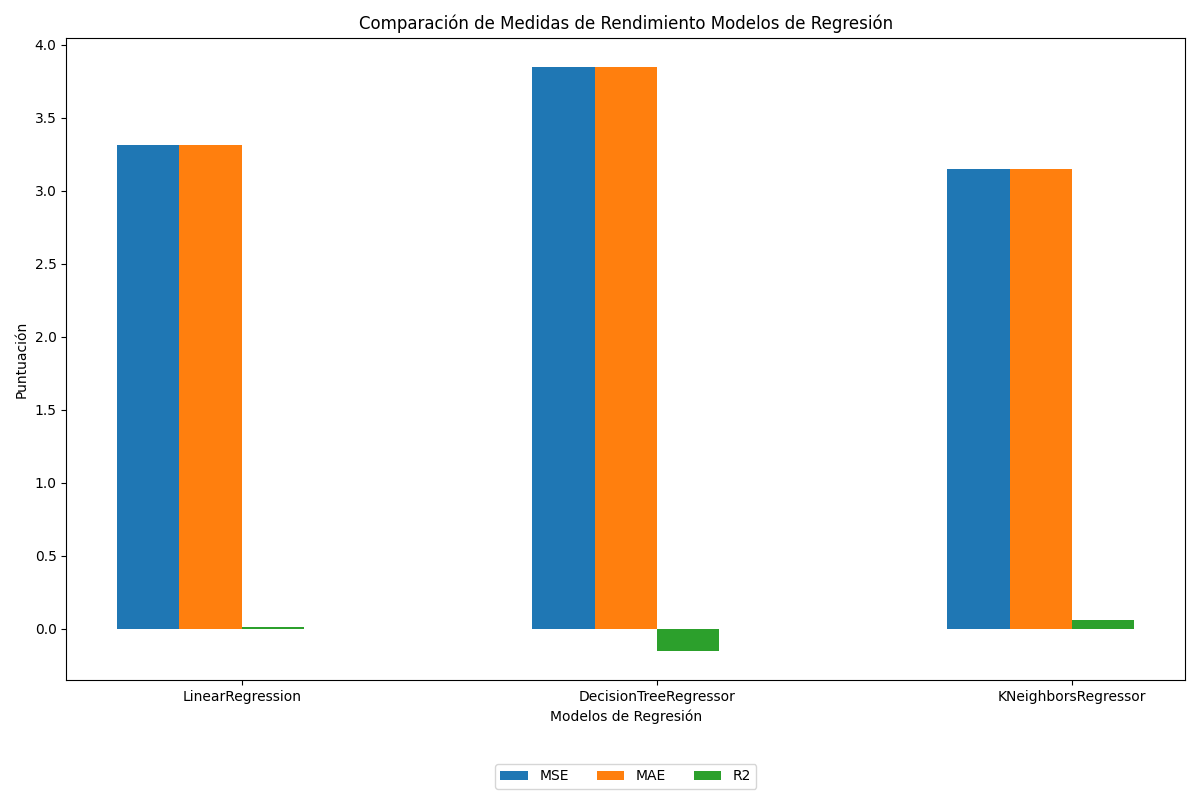 Comparación de Medidas de Rendimiento Modelos de Regresión
4.0
3.5
3.0
2.5
2.0
1.5
1.0
0.5
0.0
Puntuación
LinearRegression DecisionTreeRegressor KNeighborsRegressor
Modelos de Regresión
MSE MAE R2